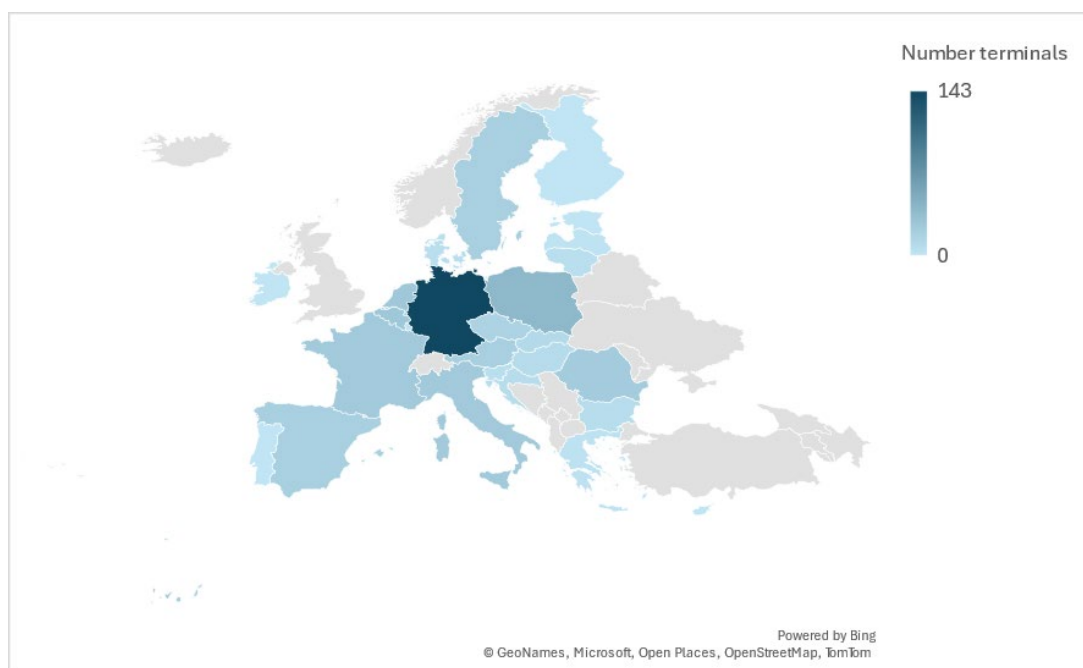 Number terminals
143
0
Powered by Bing
© GeoNames, Microsoft, Open Places, OpenStreetMap, TomTom